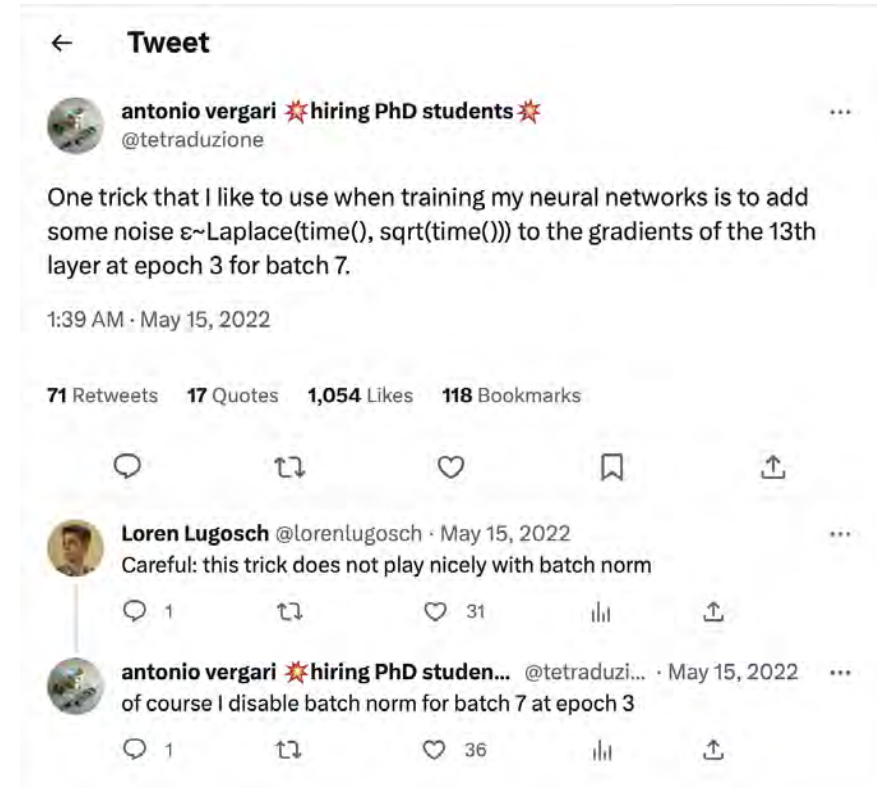 ← Tweet
antonio vergari 💥hiring PhD students💥
@tetraduzione
One trick that I like to use when training my neural networks is to add
some noise ε~Laplace(time(), sqrt(time())) to the gradients of the 13th
layer at epoch 3 for batch 7.
1:39 AM · May 15, 2022
71 Retweets 17 Quotes 1,054 Likes 118 Bookmarks
Loren Lugosch @lorenlugosch · May 15, 2022
Careful: this trick does not play nicely with batch norm
1 31
antonio vergari 💥hiring PhD studen... @tetraduzi... · May 15, 2022
of course I disable batch norm for batch 7 at epoch 3
1 36